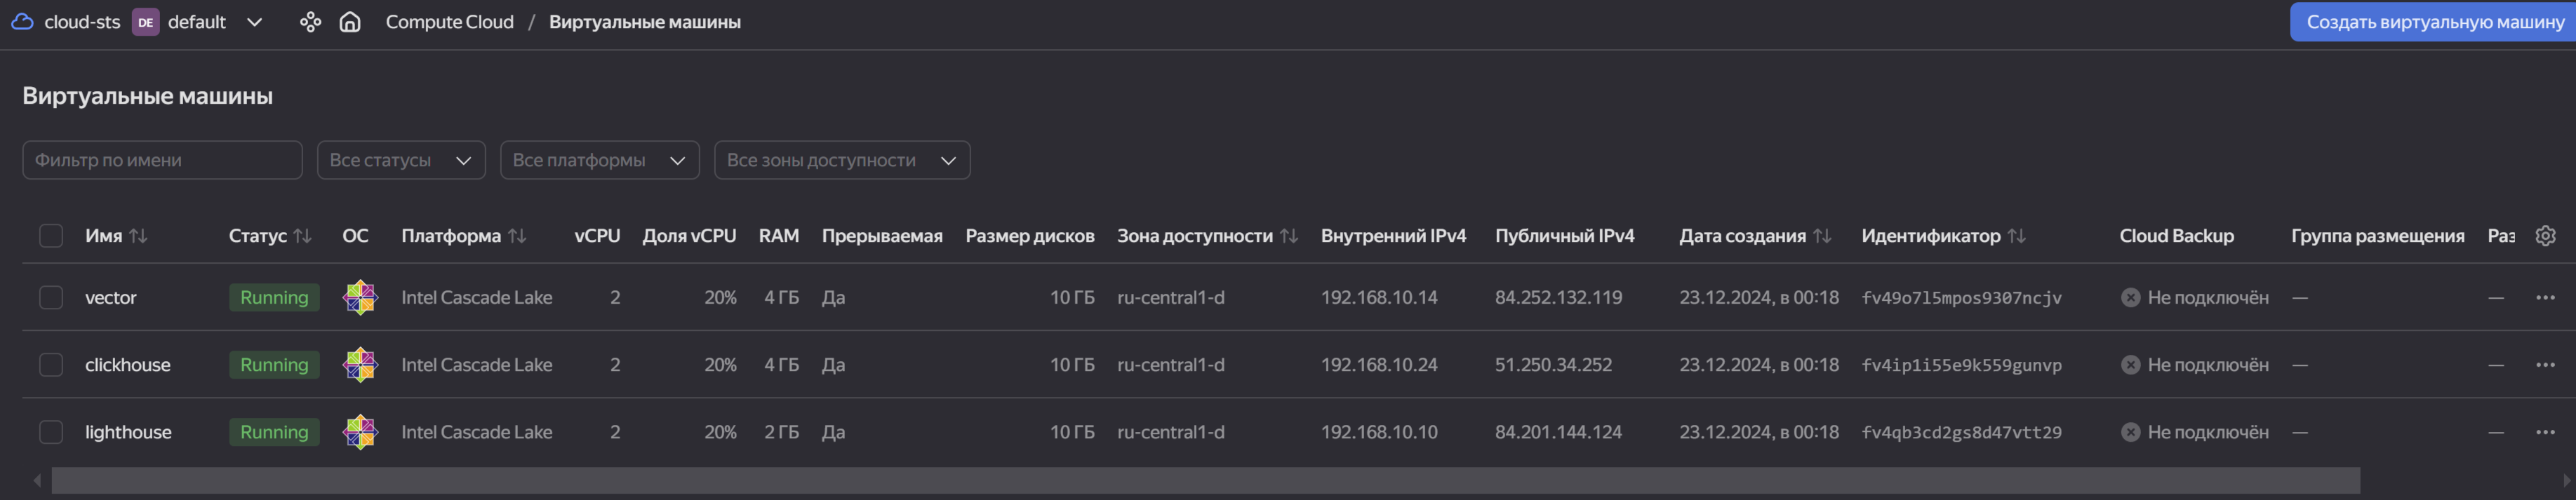 cloud-sts DE default Compute Cloud / Виртуальные машины Создать виртуальную машину
Виртуальные машины
Фильтр по имени Все статусы Все платформы Все зоны доступности
Имя Статус ОС Платформа vCPU Доля vCPU RAM Прерываемая Размер дисков Зона доступности Внутренний IPv4 Публичный IPv4 Дата создания Идентификатор Cloud Backup Группа размещения Раз
vector Running Intel Cascade Lake 2 20% 4 ГБ Да 10 ГБ ru-central1-d 192.168.10.14 84.252.132.119 23.12.2024, в 00:18 fv49o7l5mpos9307ncjv Не подключён — —
clickhouse Running Intel Cascade Lake 2 20% 4 ГБ Да 10 ГБ ru-central1-d 192.168.10.24 51.250.34.252 23.12.2024, в 00:18 fv4ip1i55e9k559gunvp Не подключён — —
lighthouse Running Intel Cascade Lake 2 20% 2 ГБ Да 10 ГБ ru-central1-d 192.168.10.10 84.201.144.124 23.12.2024, в 00:18 fv4qb3cd2gs8d47vtt29 Не подключён — —